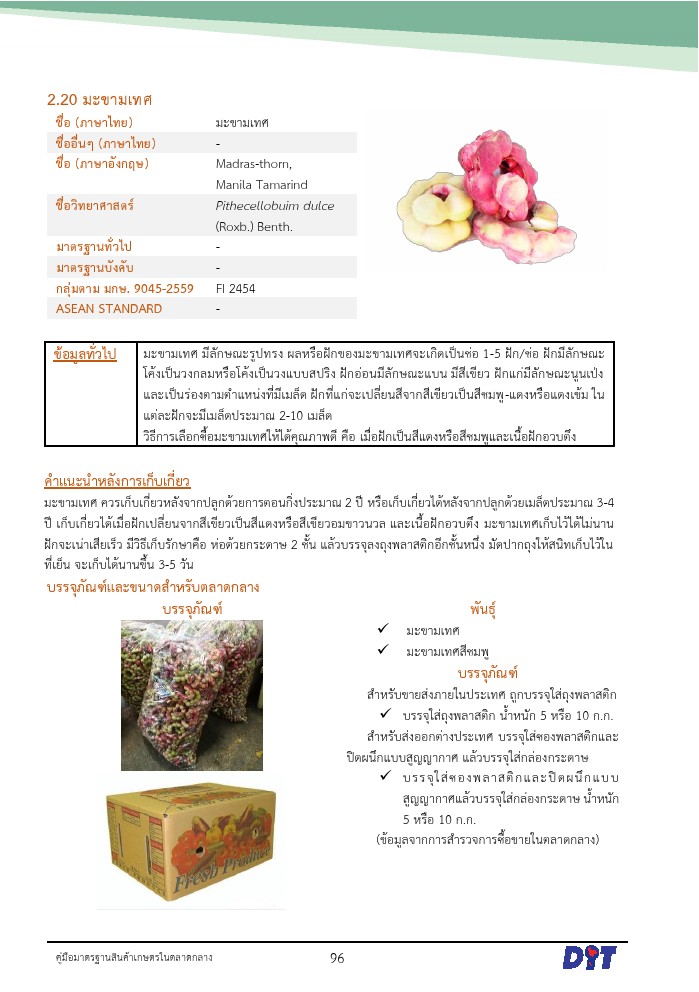 2.20 มะขามเทศ
ชื่อ (ภาษาไทย) มะขามเทศ
ชื่ออื่นๆ (ภาษาไทย) -
ชื่อ (ภาษาอังกฤษ) Madras-thorn,
Manila Tamarind
ชื่อวิทยาศาสตร์ Pithecellobuim dulce
(Roxb.) Benth.
มาตรฐานทั่วไป -
มาตรฐานบังคับ -
กลุ่มตาม มกษ. 9045-2559 FI 2454
ASEAN STANDARD -
ข้อมูลทั่วไป มะขามเทศ มีลักษณะรูปทรง ผลหรือฝักของมะขามเทศจะเกิดเป็นช่อ 1-5 ฝัก/ช่อ ฝักมีลักษณะ
โค้งเป็นวงกลมหรือโค้งเป็นวงแบบสปริง ฝักอ่อนมีลักษณะแบน มีสีเขียว ฝักแก่มีลักษณะนูนเป่ง
และเป็นร่องตามตำแหน่งที่มีเมล็ด ฝักที่แก่จะเปลี่ยนสีจากสีเขียวเป็นสีชมพู-แดงหรือแดงเข้ม ใน
แต่ละฝักจะมีเมล็ดประมาณ 2-10 เมล็ด
วิธีการเลือกซื้อมะขามเทศให้ได้คุณภาพดี คือ เมื่อฝักเป็นสีแดงหรือสีชมพูและเนื้อฝักอวบตึง
คำแนะนำหลังการเก็บเกี่ยว
มะขามเทศ ควรเก็บเกี่ยวหลังจากปลูกด้วยการตอนกิ่งประมาณ 2 ปี หรือเก็บเกี่ยวได้หลังจากปลูกด้วยเมล็ดประมาณ 3-4
ปี เก็บเกี่ยวได้เมื่อฝักเปลี่ยนจากสีเขียวเป็นสีแดงหรือสีเขียวอมขาวนวล และเนื้อฝักอวบตึง มะขามเทศเก็บไว้ได้ไม่นาน
ฝักจะเน่าเสียเร็ว มีวิธีเก็บรักษาคือ ห่อด้วยกระดาษ 2 ชั้น แล้วบรรจุลงถุงพลาสติกอีกชั้นหนึ่ง มัดปากถุงให้สนิทเก็บไว้ใน
ที่เย็น จะเก็บได้นานขึ้น 3-5 วัน
บรรจุภัณฑ์และขนาดสำหรับตลาดกลาง
บรรจุภัณฑ์
Fresh Produce
พันธุ์
✓ มะขามเทศ
✓ มะขามเทศสีชมพู
บรรจุภัณฑ์
สำหรับขายส่งภายในประเทศ ถูกบรรจุใส่ถุงพลาสติก
✓ บรรจุใส่ถุงพลาสติก น้ำหนัก 5 หรือ 10 ก.ก.
สำหรับส่งออกต่างประเทศ บรรจุใส่ซองพลาสติกและ
ปิดผนึกแบบสูญญากาศ แล้วบรรจุใส่กล่องกระดาษ
✓ บรรจุใส่ซองพลาสติกและปิดผนึกแบบ
สูญญากาศแล้วบรรจุใส่กล่องกระดาษ น้ำหนัก
5 หรือ 10 ก.ก.
(ข้อมูลจากการสำรวจการซื้อขายในตลาดกลาง)
คู่มือมาตรฐานสินค้าเกษตรในตลาดกลาง 96 DIT